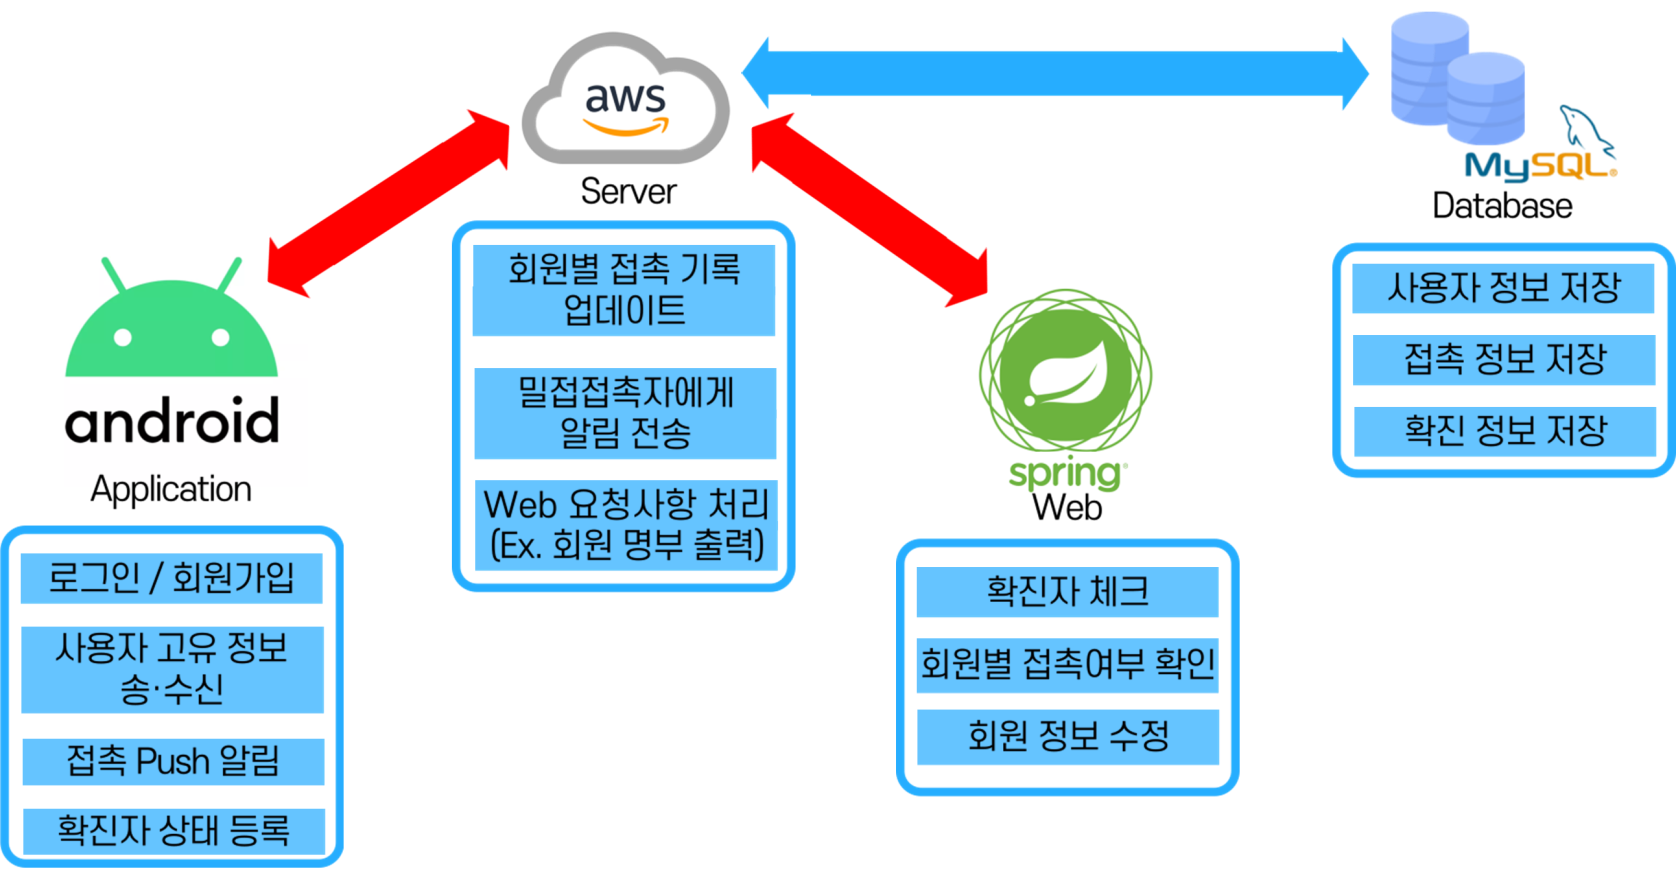 aws
Server
회원별 접촉 기록
업데이트
밀접접촉자에게
알림 전송
Web 요청사항 처리
(Ex. 회원 명부 출력)
MySQL®
Database
사용자 정보 저장
접촉 정보 저장
확진 정보 저장
android
Application
로그인 / 회원가입
사용자 고유 정보
송·수신
접촉 Push 알림
확진자 상태 등록
spring®
Web
확진자 체크
회원별 접촉여부 확인
회원 정보 수정